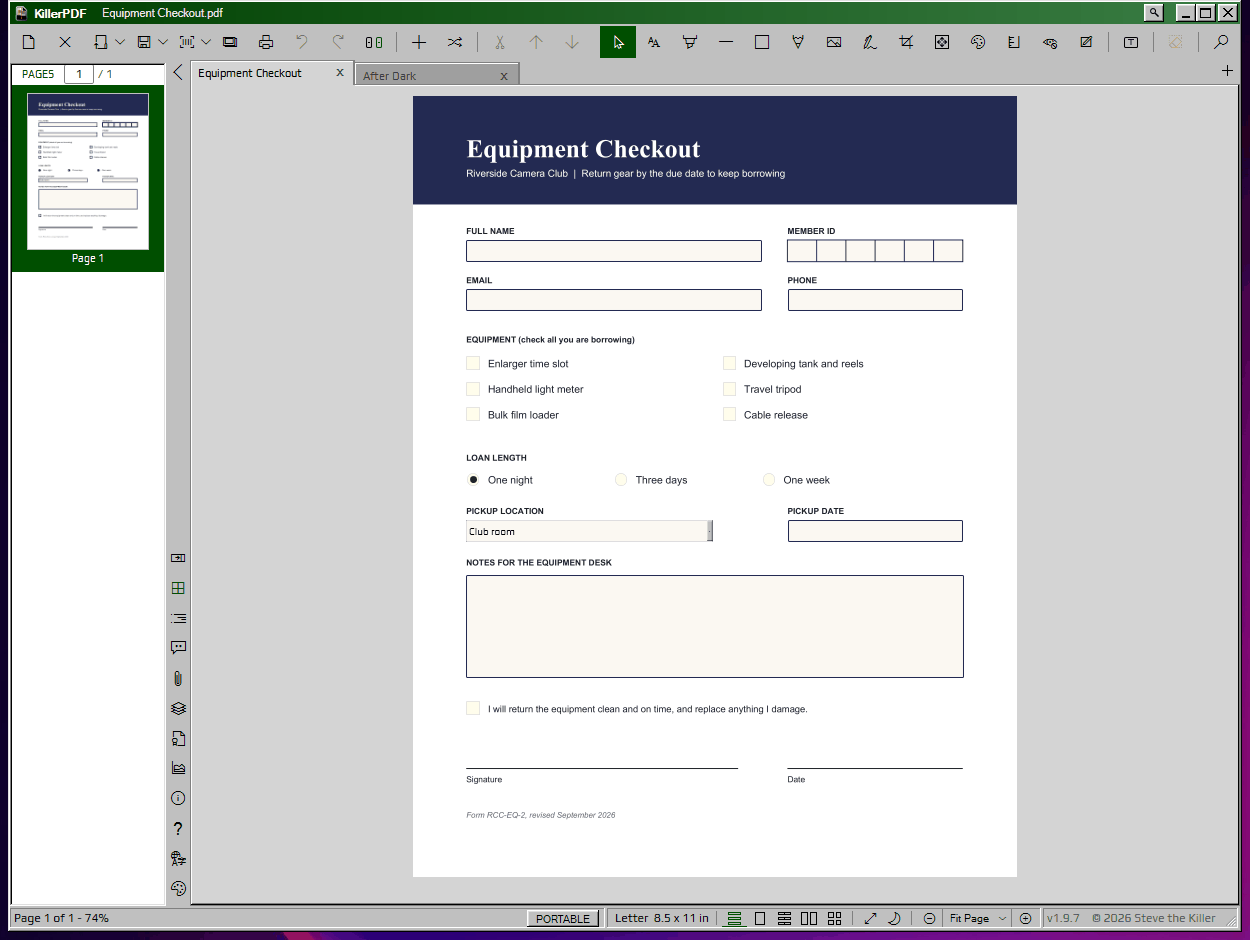 KillerPDF Equipment Checkout.pdf
PAGES 1 / 1
Equipment Checkout x
After Dark x
Page 1
Equipment Checkout
Riverside Camera Club | Return gear by the due date to keep borrowing
FULL NAME
MEMBER ID
EMAIL
PHONE
EQUIPMENT (check all you are borrowing)
Enlarger time slot
Developing tank and reels
Handheld light meter
Travel tripod
Bulk film loader
Cable release
LOAN LENGTH
One night
Three days
One week
PICKUP LOCATION
PICKUP DATE
Club room
NOTES FOR THE EQUIPMENT DESK
I will return the equipment clean and on time, and replace anything I damage.
Signature
Date
Form RCC-EQ-2, revised September 2026
Page 1 of 1 - 74%
PORTABLE
Letter 8.5 x 11 in
Fit Page
v1.9.7 © 2026 Steve the Killer